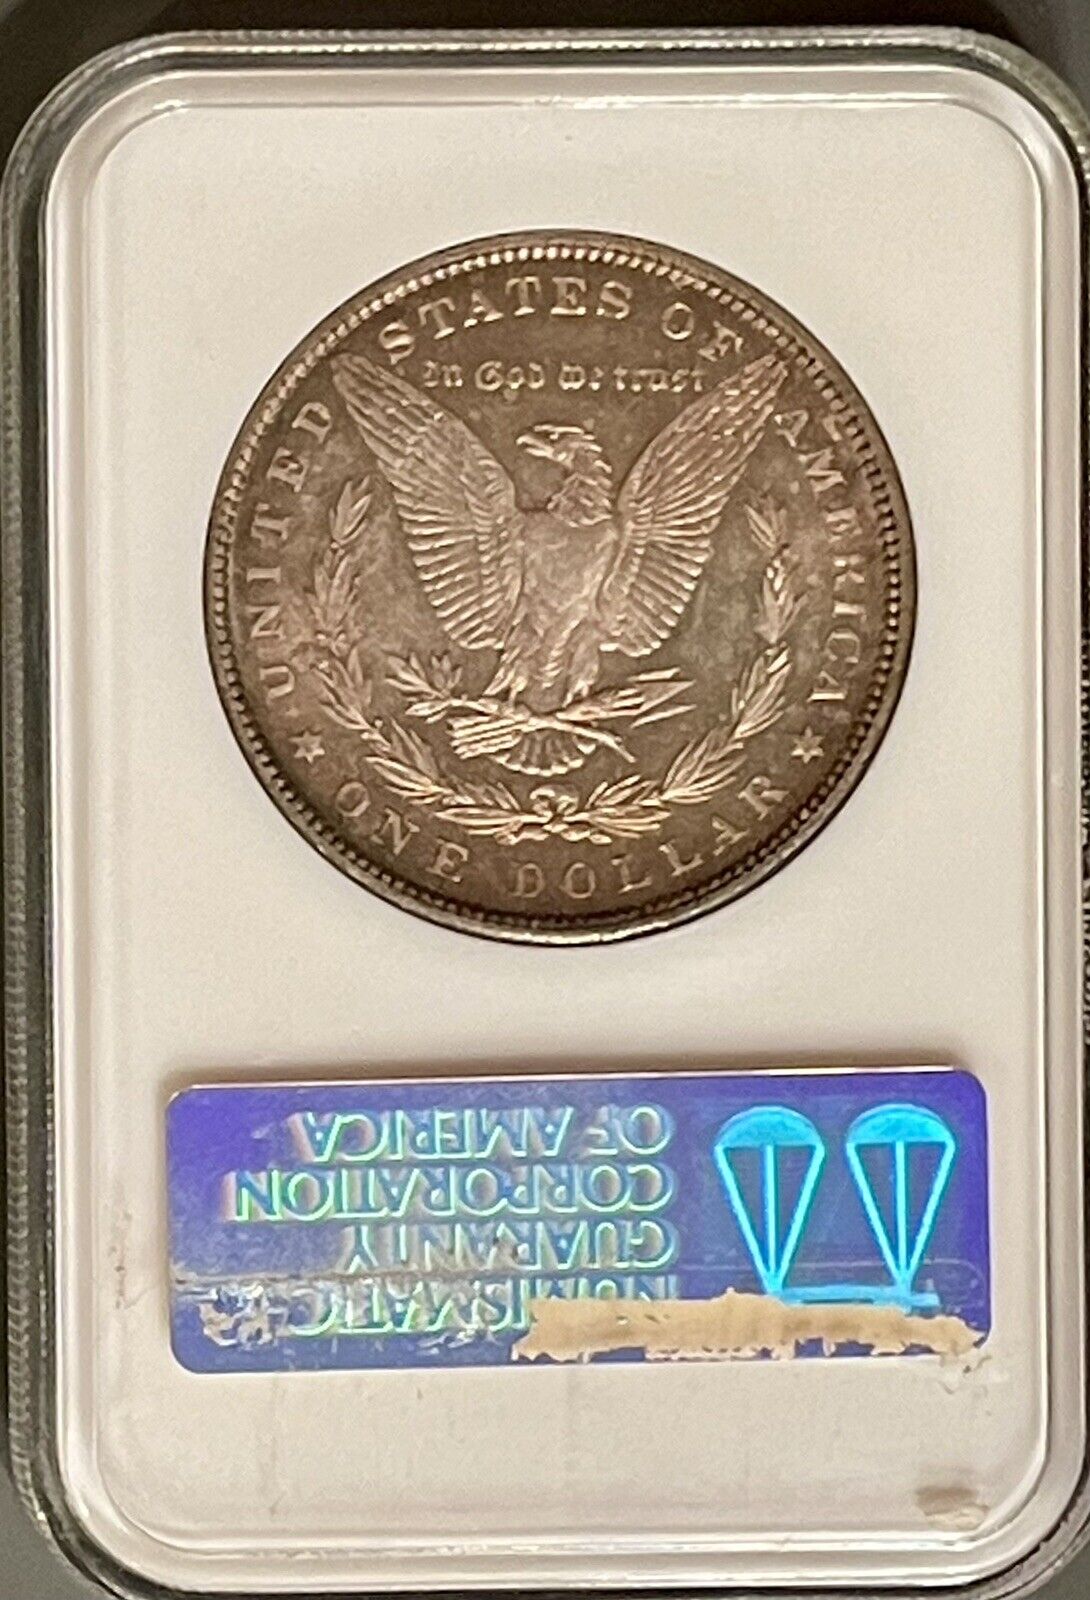 UNITED STATES OF AMERICA
In God we trust
ONE DOLLAR
NUMISMATIC
GUARANTY
CORPORATION
OF AMERICA